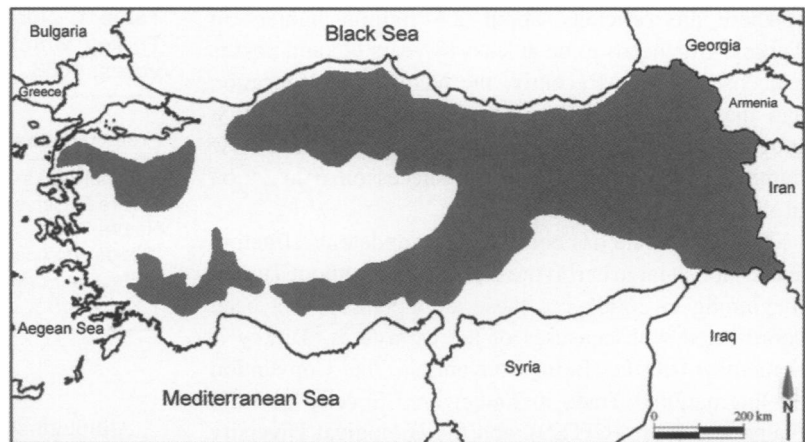 Bulgaria
Black Sea
Georgia
Greece
Armenia
Iran
Aegean Sea
Syria
Iraq
Mediterranean Sea
0
200 km
N